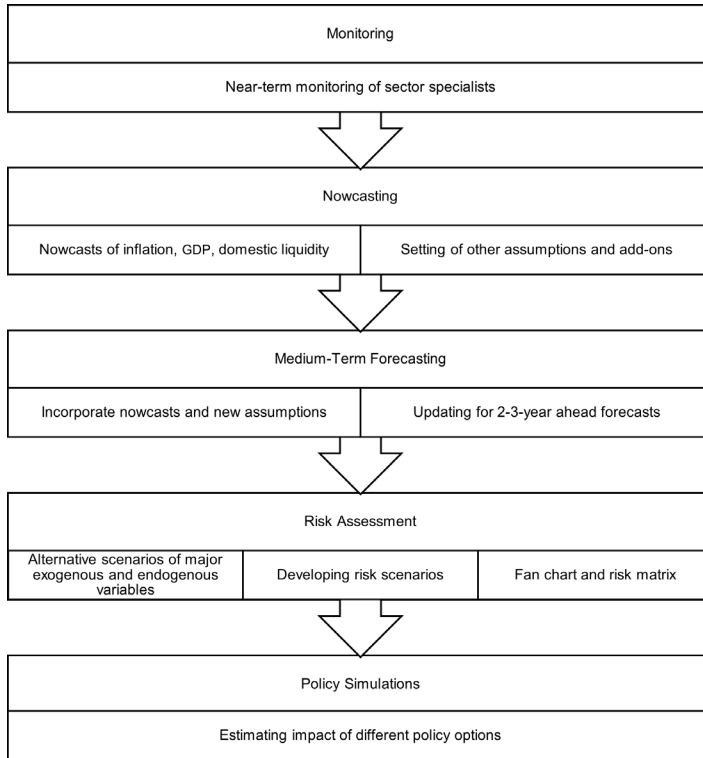 Monitoring
Near-term monitoring of sector specialists
Nowcasting
Nowcasts of inflation, GDP, domestic liquidity
Setting of other assumptions and add-ons
Medium-Term Forecasting
Incorporate nowcasts and new assumptions
Updating for 2-3-year ahead forecasts
Risk Assessment
Alternative scenarios of major
exogenous and endogenous
variables
Developing risk scenarios
Fan chart and risk matrix
Policy Simulations
Estimating impact of different policy options